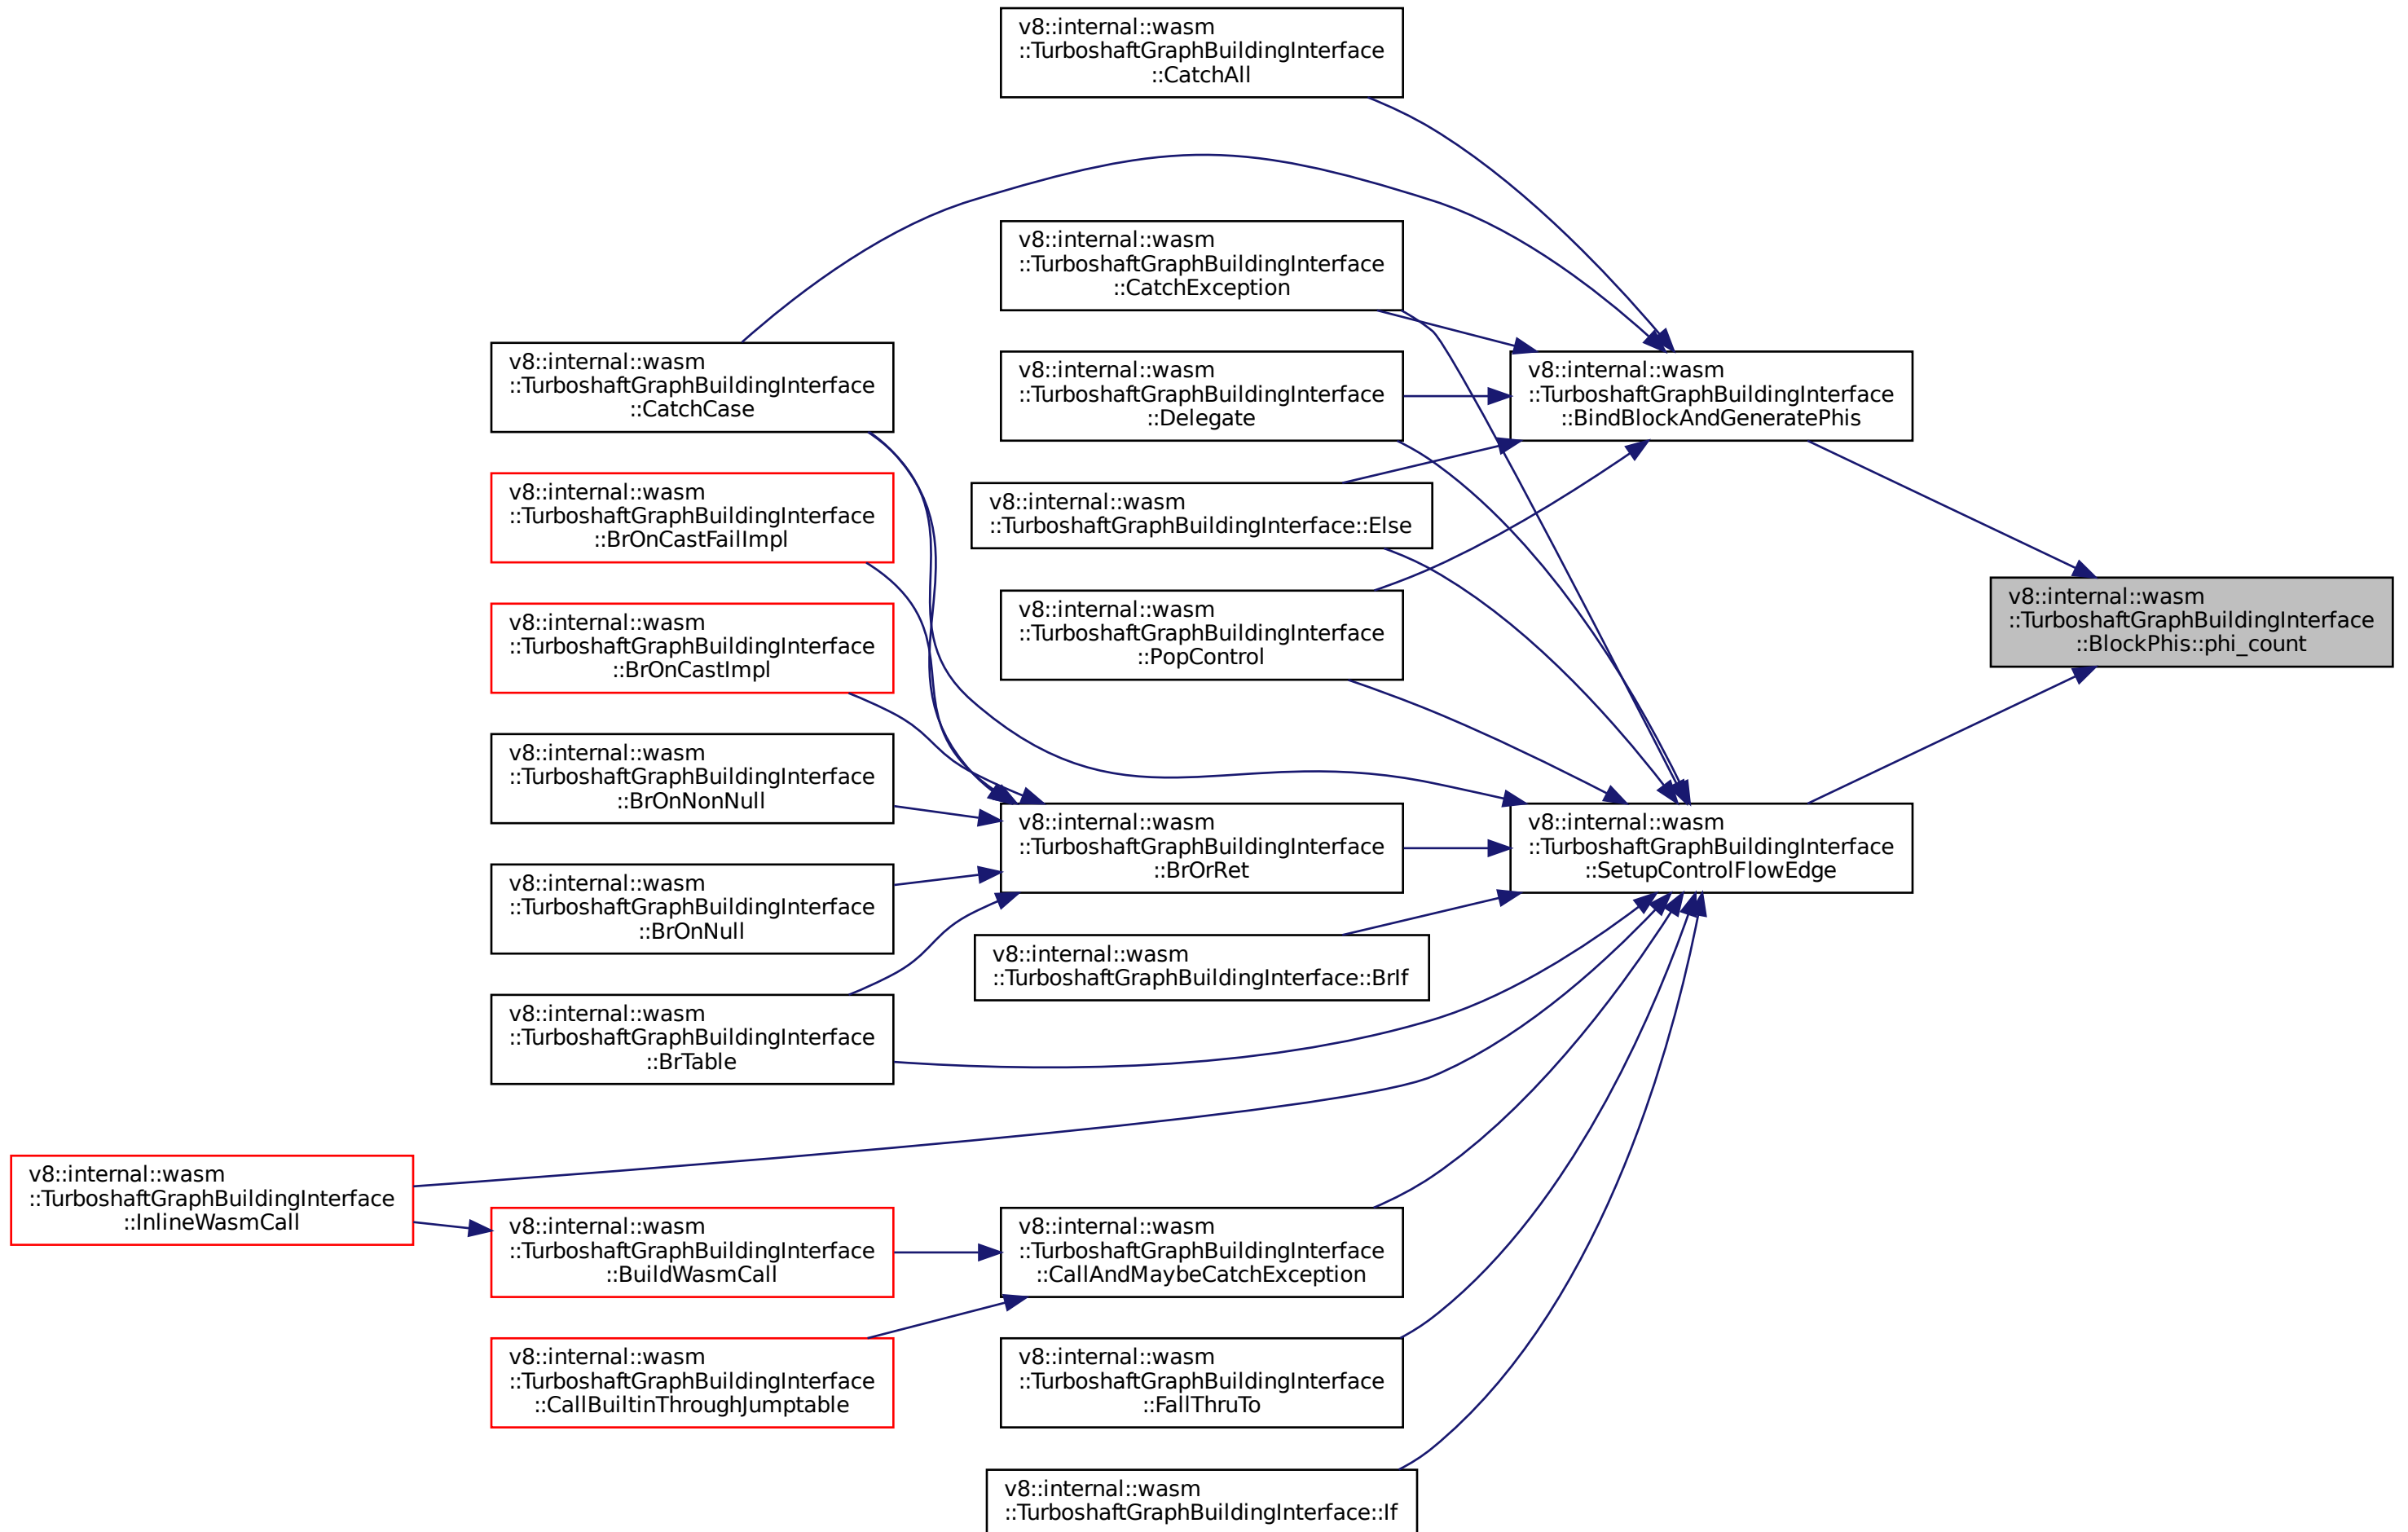 v8::internal::wasm
::TurboshaftGraphBuildingInterface
::CatchAll
v8::internal::wasm
::TurboshaftGraphBuildingInterface
::CatchException
v8::internal::wasm
::TurboshaftGraphBuildingInterface
::CatchCase
v8::internal::wasm
::TurboshaftGraphBuildingInterface
::Delegate
v8::internal::wasm
::TurboshaftGraphBuildingInterface
::BindBlockAndGeneratePhis
v8::internal::wasm
::TurboshaftGraphBuildingInterface
::BrOnCastFailImpl
v8::internal::wasm
::TurboshaftGraphBuildingInterface::Else
v8::internal::wasm
::TurboshaftGraphBuildingInterface
::BlockPhis::phi_count
v8::internal::wasm
::TurboshaftGraphBuildingInterface
::PopControl
v8::internal::wasm
::TurboshaftGraphBuildingInterface
::BrOnCastImpl
v8::internal::wasm
::TurboshaftGraphBuildingInterface
::BrOnNonNull
v8::internal::wasm
::TurboshaftGraphBuildingInterface
::BrOrRet
v8::internal::wasm
::TurboshaftGraphBuildingInterface
::SetupControlFlowEdge
v8::internal::wasm
::TurboshaftGraphBuildingInterface
::BrOnNull
v8::internal::wasm
::TurboshaftGraphBuildingInterface::BrIf
v8::internal::wasm
::TurboshaftGraphBuildingInterface
::BrTable
v8::internal::wasm
::TurboshaftGraphBuildingInterface
::InlineWasmCall
v8::internal::wasm
::TurboshaftGraphBuildingInterface
::BuildWasmCall
v8::internal::wasm
::TurboshaftGraphBuildingInterface
::CallAndMaybeCatchException
v8::internal::wasm
::TurboshaftGraphBuildingInterface
::CallBuiltinThroughJumptable
v8::internal::wasm
::TurboshaftGraphBuildingInterface
::FallThruTo
v8::internal::wasm
::TurboshaftGraphBuildingInterface::If